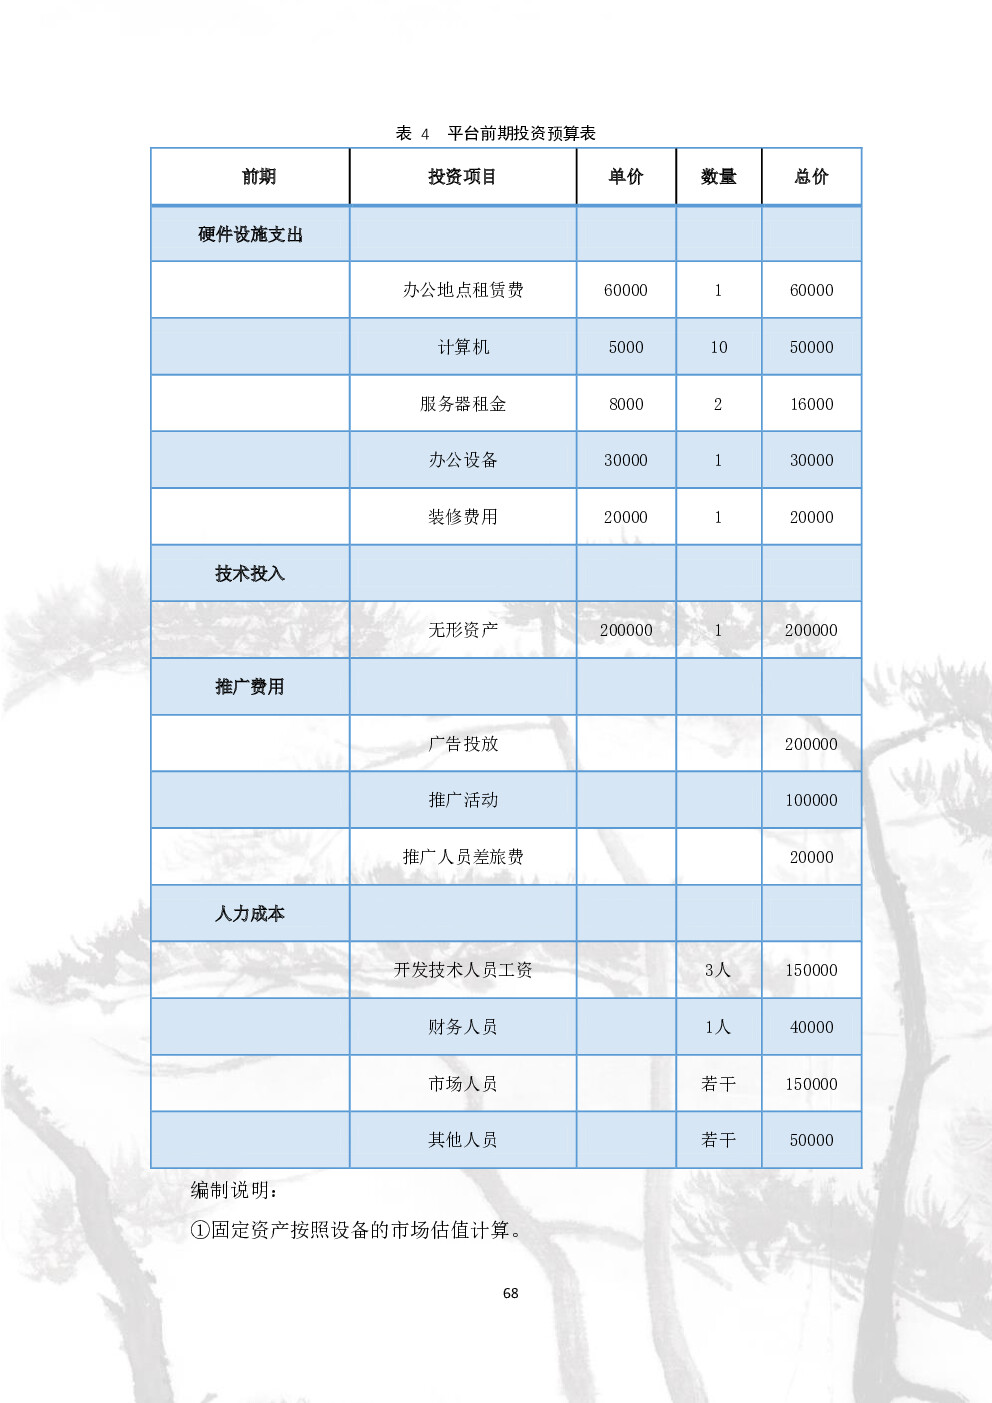 表 4 平台前期投资预算表
前期 投资项目 单价 数量 总价
硬件设施支出
办公地点租赁费 60000 1 60000
计算机 5000 10 50000
服务器租金 8000 2 16000
办公设备 30000 1 30000
装修费用 20000 1 20000
技术投入
无形资产 200000 1 200000
推广费用
广告投放 200000
推广活动 100000
推广人员差旅费 20000
人力成本
开发技术人员工资 3人 150000
财务人员 1人 40000
市场人员 若干 150000
其他人员 若干 50000
编制说明：
①固定资产按照设备的市场估值计算。
68